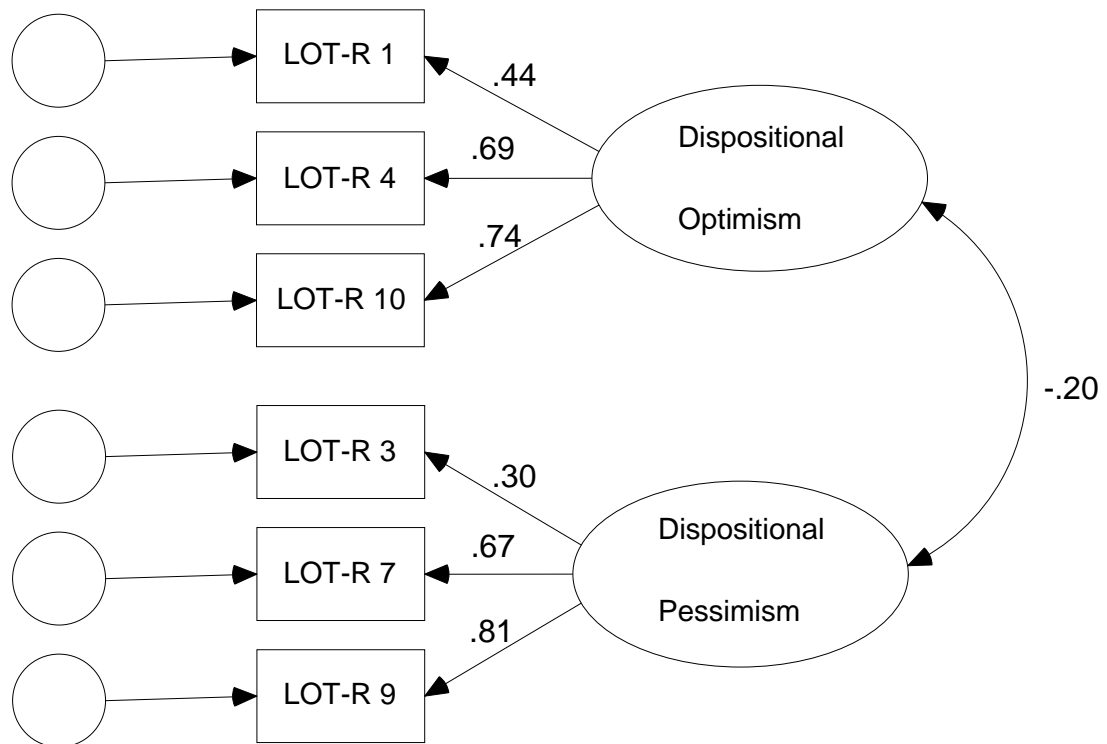 LOT-R 1
.44
Dispositional
Optimism
LOT-R 4
.69
LOT-R 10
.74
-.20
LOT-R 3
.30
Dispositional
Pessimism
LOT-R 7
.67
LOT-R 9
.81